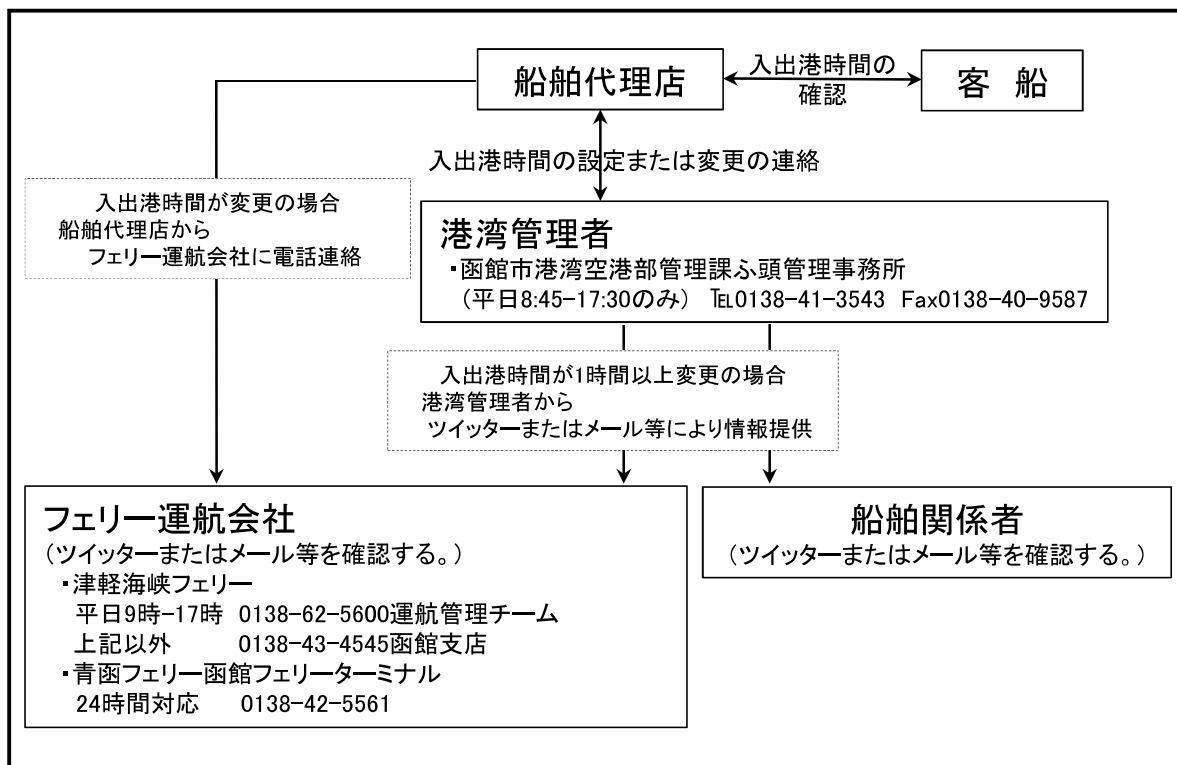 船舶代理店
入出港時間の
確認
客 船
入出港時間の設定または変更の連絡
入出港時間が変更の場合
船舶代理店から
フェリー運航会社に電話連絡
港湾管理者
・函館市港湾空港部管理課ふ頭管理事務所
(平日8:45-17:30のみ) ℡0138-41-3543 Fax0138-40-9587
入出港時間が1時間以上変更の場合
港湾管理者から
ツイッターまたはメール等により情報提供
フェリー運航会社
(ツイッターまたはメール等を確認する。)
・津軽海峡フェリー
平日9時-17時 0138-62-5600運航管理チーム
上記以外 0138-43-4545函館支店
・青函フェリー函館フェリーターミナル
24時間対応 0138-42-5561
船舶関係者
(ツイッターまたはメール等を確認する。)